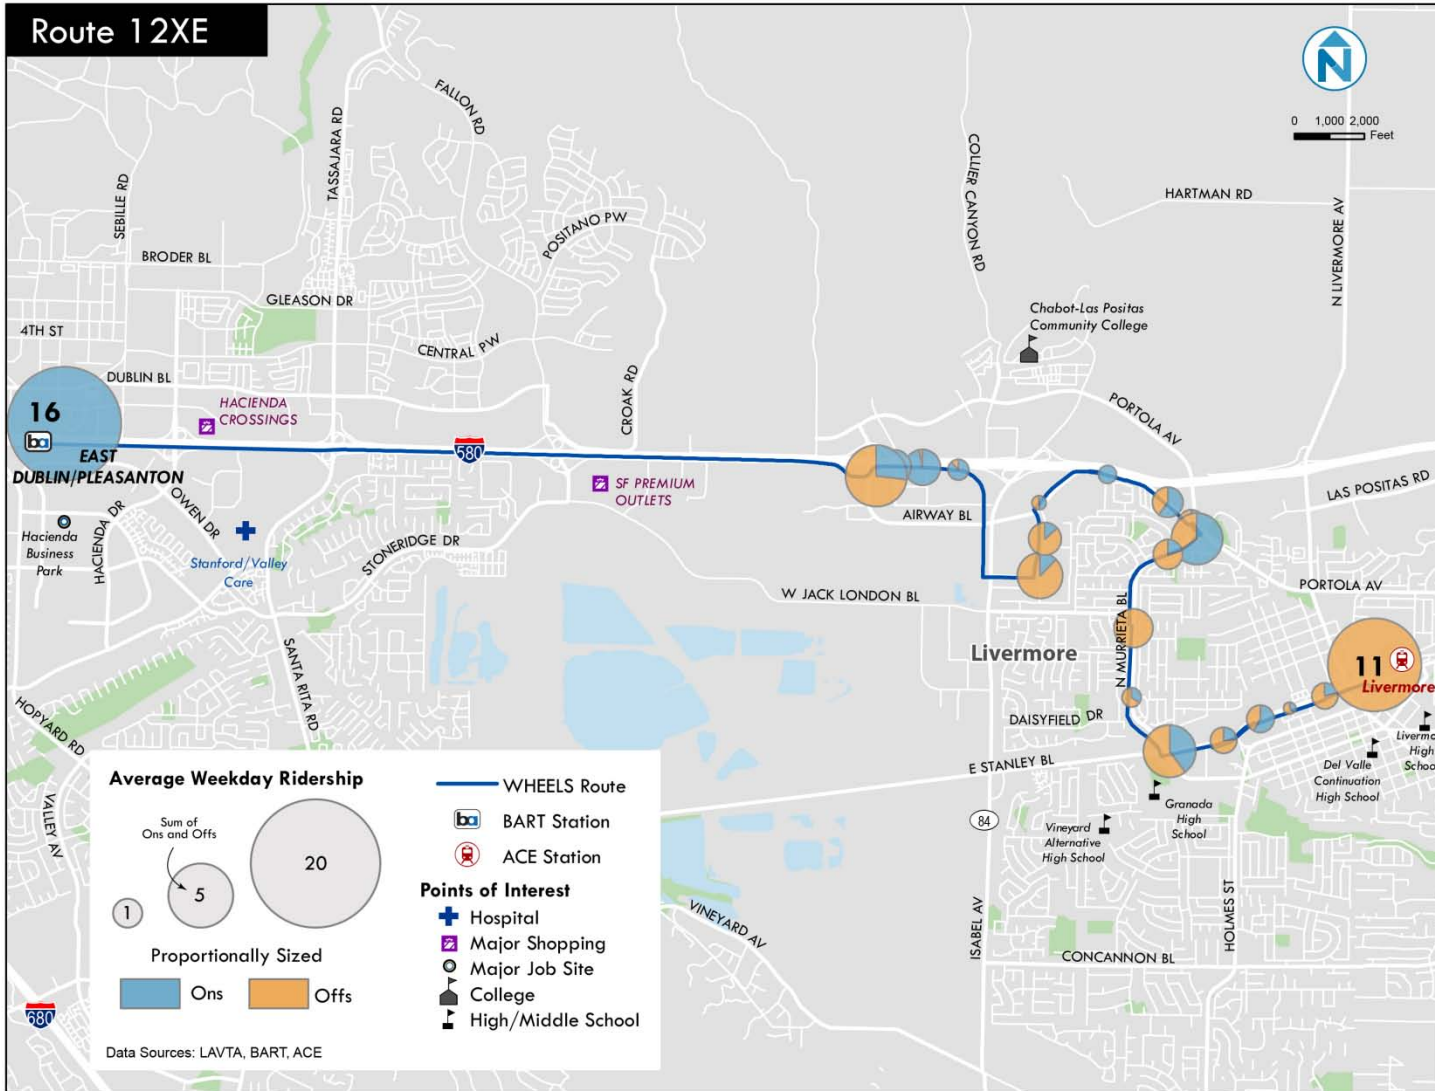 Route 12XE
N
0 1,000 2,000
Feet
FALLON RD
TASSAJARA RD
SEBILLE RD
COLLIER CANYON RD
HARTMAN RD
N LIVERMORE AV
POSITANO PW
BRODER BL
GLEASON DR
4TH ST
CENTRAL PW
Chabot-Las Positas
Community College
DUBLIN BL
CROAK RD
PORTOLA AV
16
ba
HACIENDA
CROSSINGS
580
EAST
DUBLIN/PLEASANTON
SF PREMIUM
OUTLETS
LAS POSITAS RD
OWEN DR
AIRWAY BL
Hacienda
Business
Park
HACIENDA DR
Stanford/Valley
Care
STONERIDGE DR
W JACK LONDON BL
PORTOLA AV
N MURRIETA BL
SANTA RITA RD
Livermore
11
Livermore
HOPYARD RD
DAISYFIELD DR
Livermo
High
Schoo
E STANLEY BL
Del Valle
Continuation
High School
Granada
High
School
84
Vineyard
Alternative
High School
VALLEY AV
VINEYARD AV
ISABEL AV
HOLMES ST
CONCANNON BL
680
Average Weekday Ridership
Sum of
Ons and Offs
1
5
20
Proportionally Sized
Ons
Offs
WHEELS Route
ba
BART Station
ACE Station
Points of Interest
Hospital
Major Shopping
Major Job Site
College
High/Middle School
Data Sources: LAVTA, BART, ACE